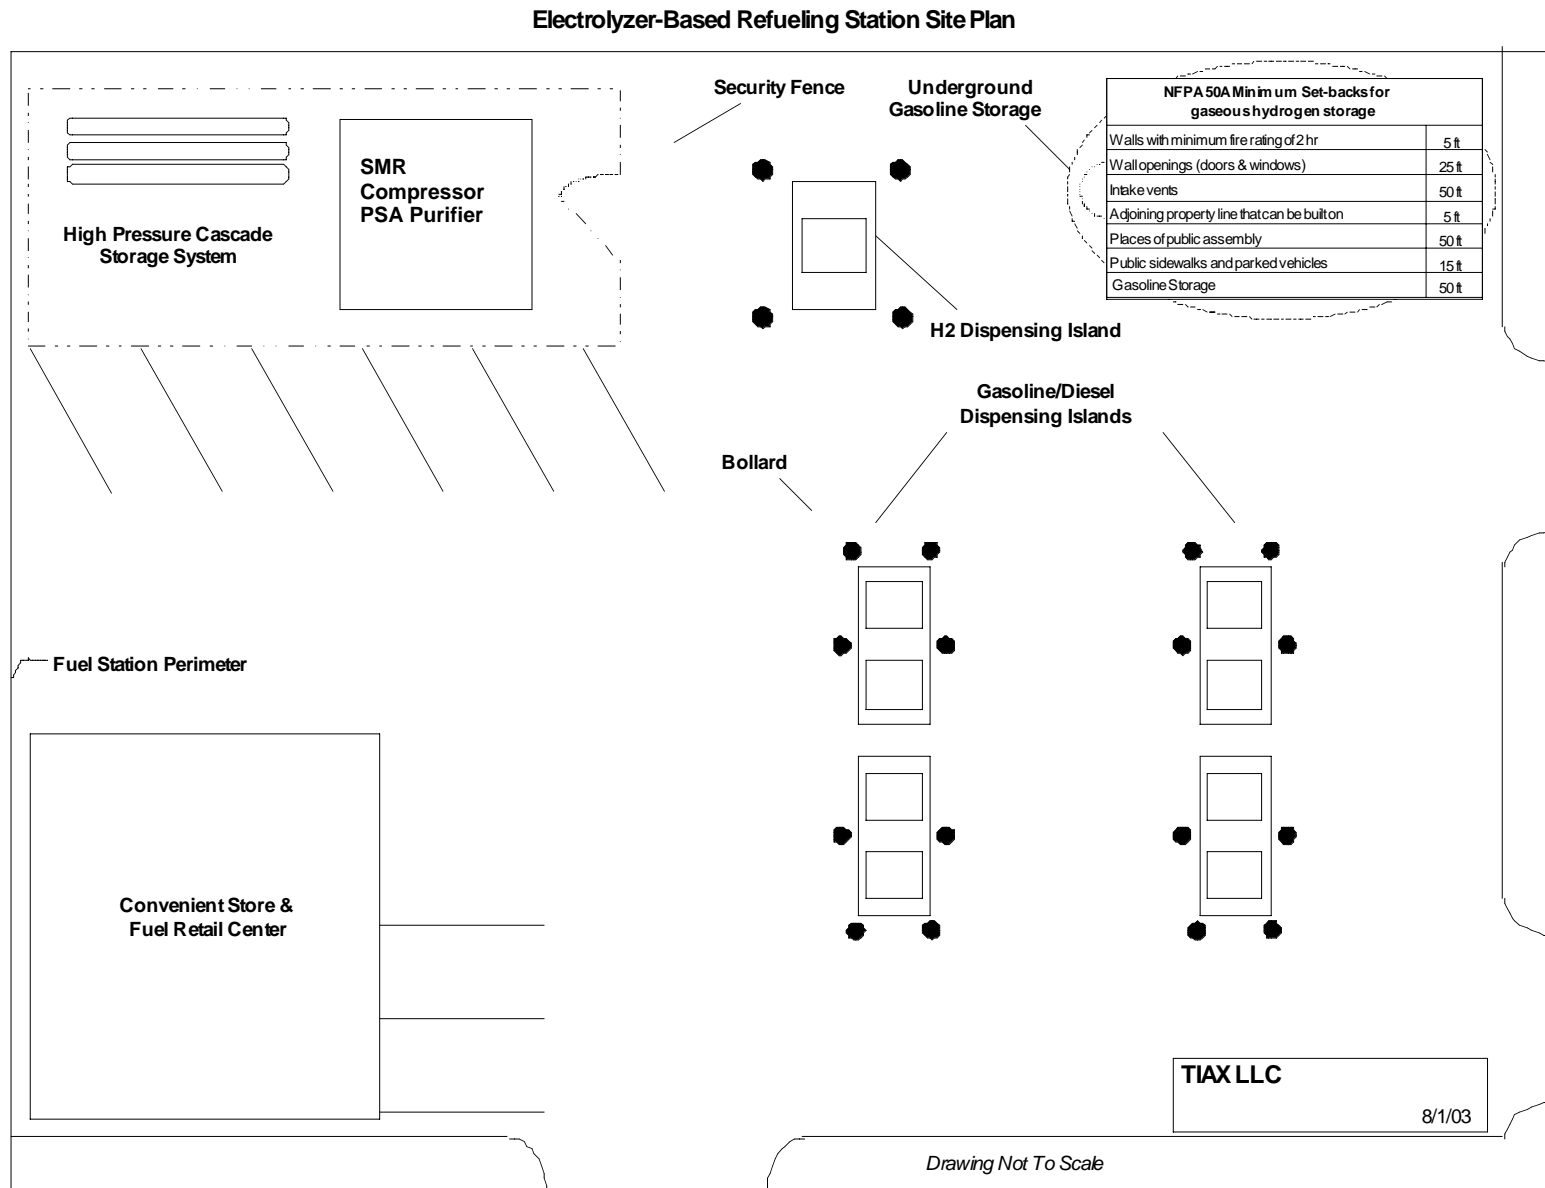 Electrolyzer-Based Refueling Station Site Plan
Security Fence
Underground
Gasoline Storage
NFPA 50A Minimum Set-backs for
gaseous hydrogen storage
Walls with minimum fire rating of 2 hr 5 ft
Wall openings (doors & windows) 25 ft
Intake vents 50 ft
Adjoining property line that can be built on 5 ft
Places of public assembly 50 ft
Public sidewalks and parked vehicles 15 ft
Gasoline Storage 50 ft
SMR
Compressor
PSA Purifier
High Pressure Cascade
Storage System
H2 Dispensing Island
Gasoline/Diesel
Dispensing Islands
Bollard
Fuel Station Perimeter
Convenient Store &
Fuel Retail Center
TIAX LLC
8/1/03
Drawing Not To Scale